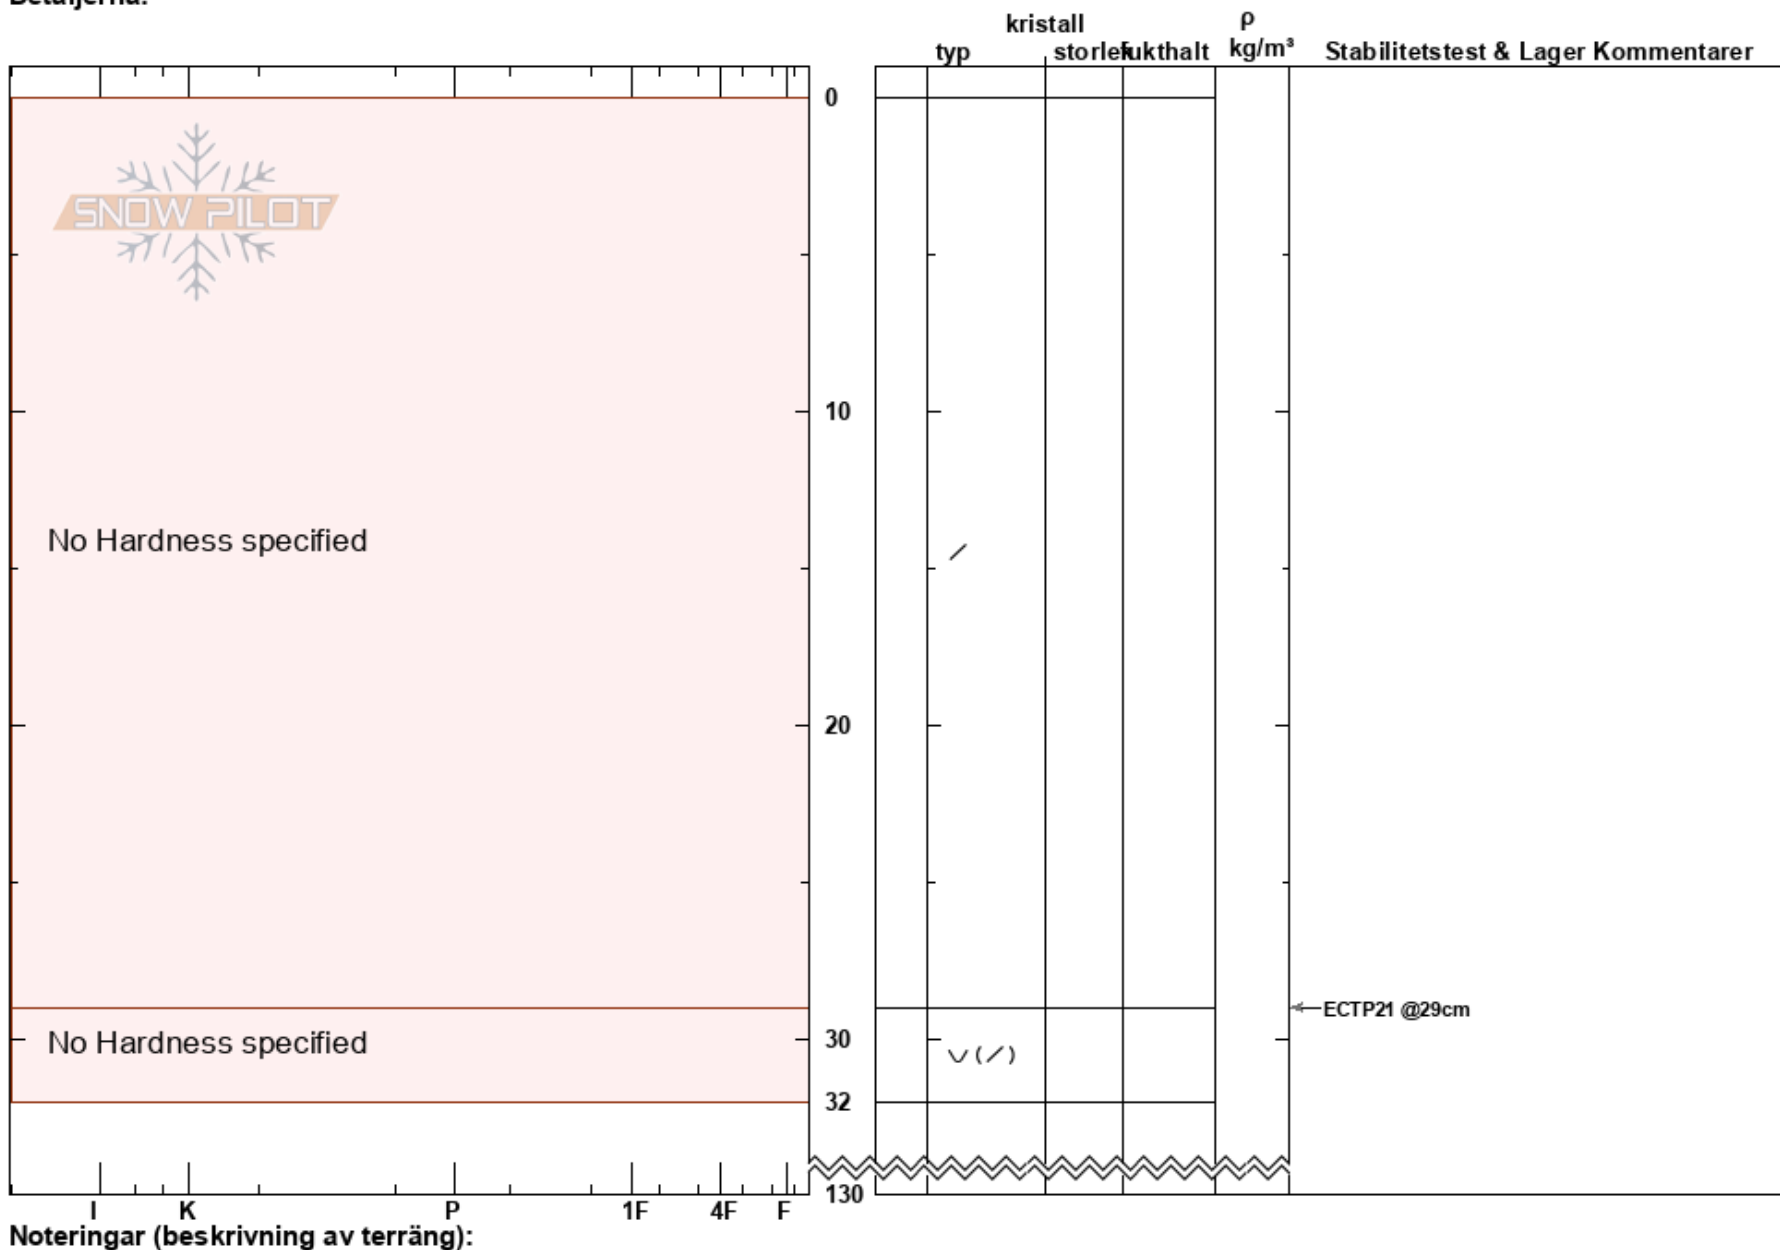 kristall
ρ
typ storlek fukthalt kg/m³ Stabilitetstest & Lager Kommentarer
0
SNOW PILOT
10
No Hardness specified
20
ECTP21 @29cm
No Hardness specified
30
32
130
I K P 1F 4F F
Noteringar (beskrivning av terräng):